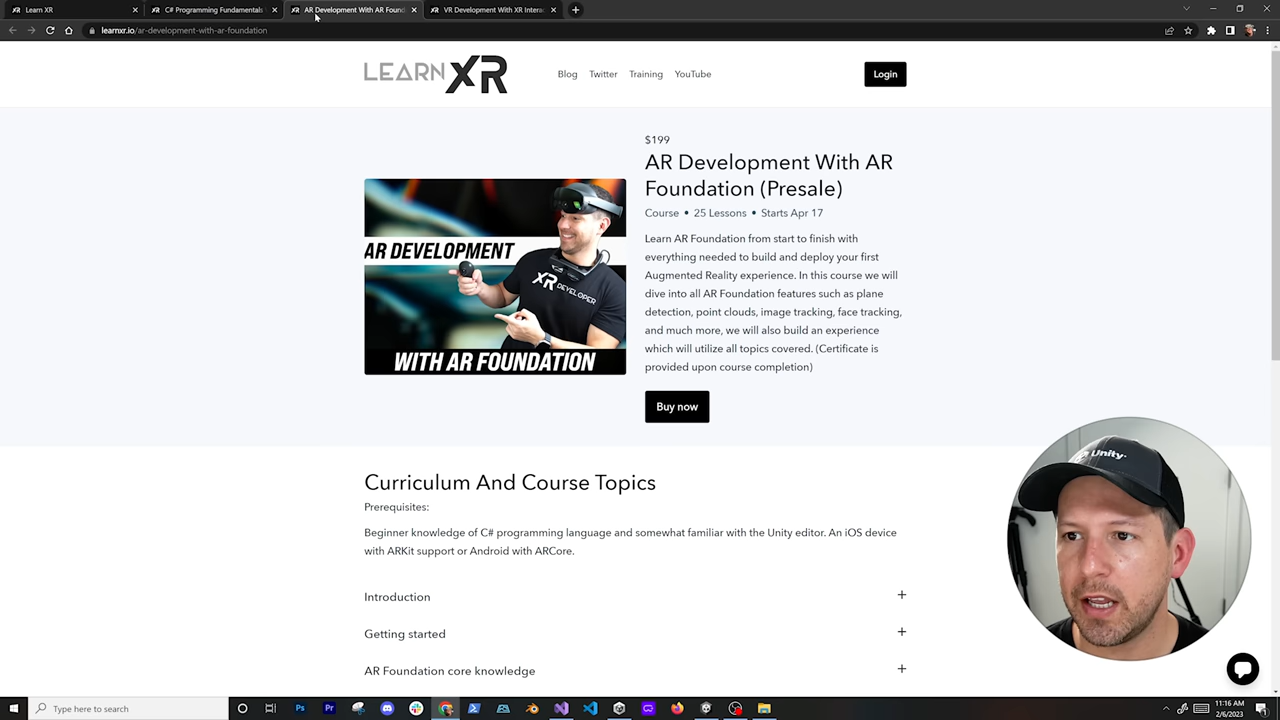 Learn XR
C# Programming Fundamentals
AR Development With AR Foun
VR Development With XR Intera
learnxr.io/ar-development-with-ar-foundation
LEARN XR
Blog
Twitter
Training
YouTube
Login
$199
AR Development With AR
Foundation (Presale)
Course • 25 Lessons • Starts Apr 17
Learn AR Foundation from start to finish with
everything needed to build and deploy your first
Augmented Reality experience. In this course we will
dive into all AR Foundation features such as plane
detection, point clouds, image tracking, face tracking,
and much more, we will also build an experience
which will utilize all topics covered. (Certificate is
provided upon course completion)
Buy now
AR DEVELOPMENT
XR
DEVELOPER
WITH AR FOUNDATION
Curriculum And Course Topics
Prerequisites:
Beginner knowledge of C# programming language and somewhat familiar with the Unity editor. An iOS device
with ARKit support or Android with ARCore.
Introduction
Getting started
AR Foundation core knowledge
Unity
Type here to search
Ps
Pr
11:16 AM
2/6/2023